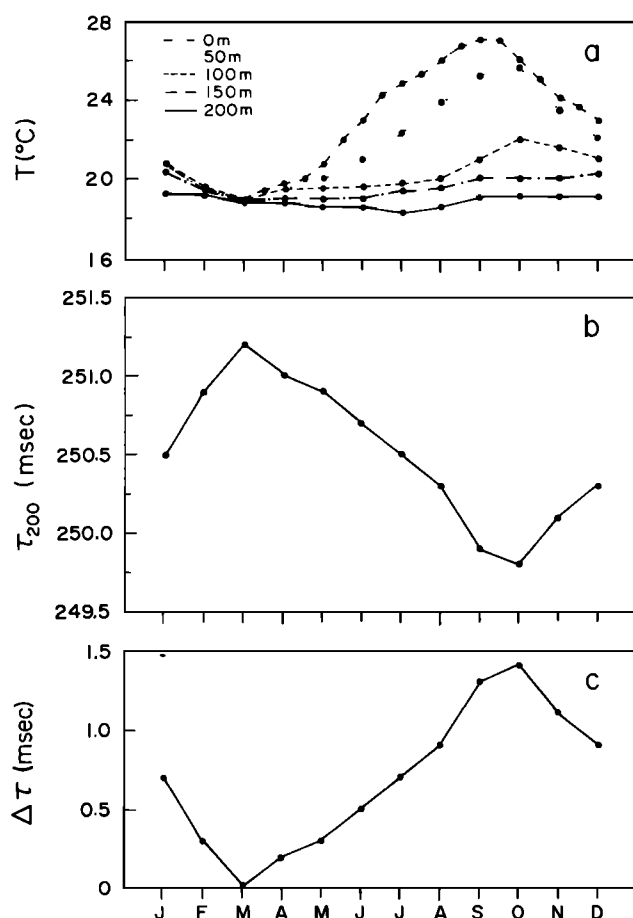 28
24
20
16
T(°C)
0m
50m
100m
150m
200m
a
251.5
251.0
250.5
250.0
249.5
τ200 (msec)
b
1.5
1.0
0.5
0
Δτ (msec)
c
J F M A M J J A S O N D